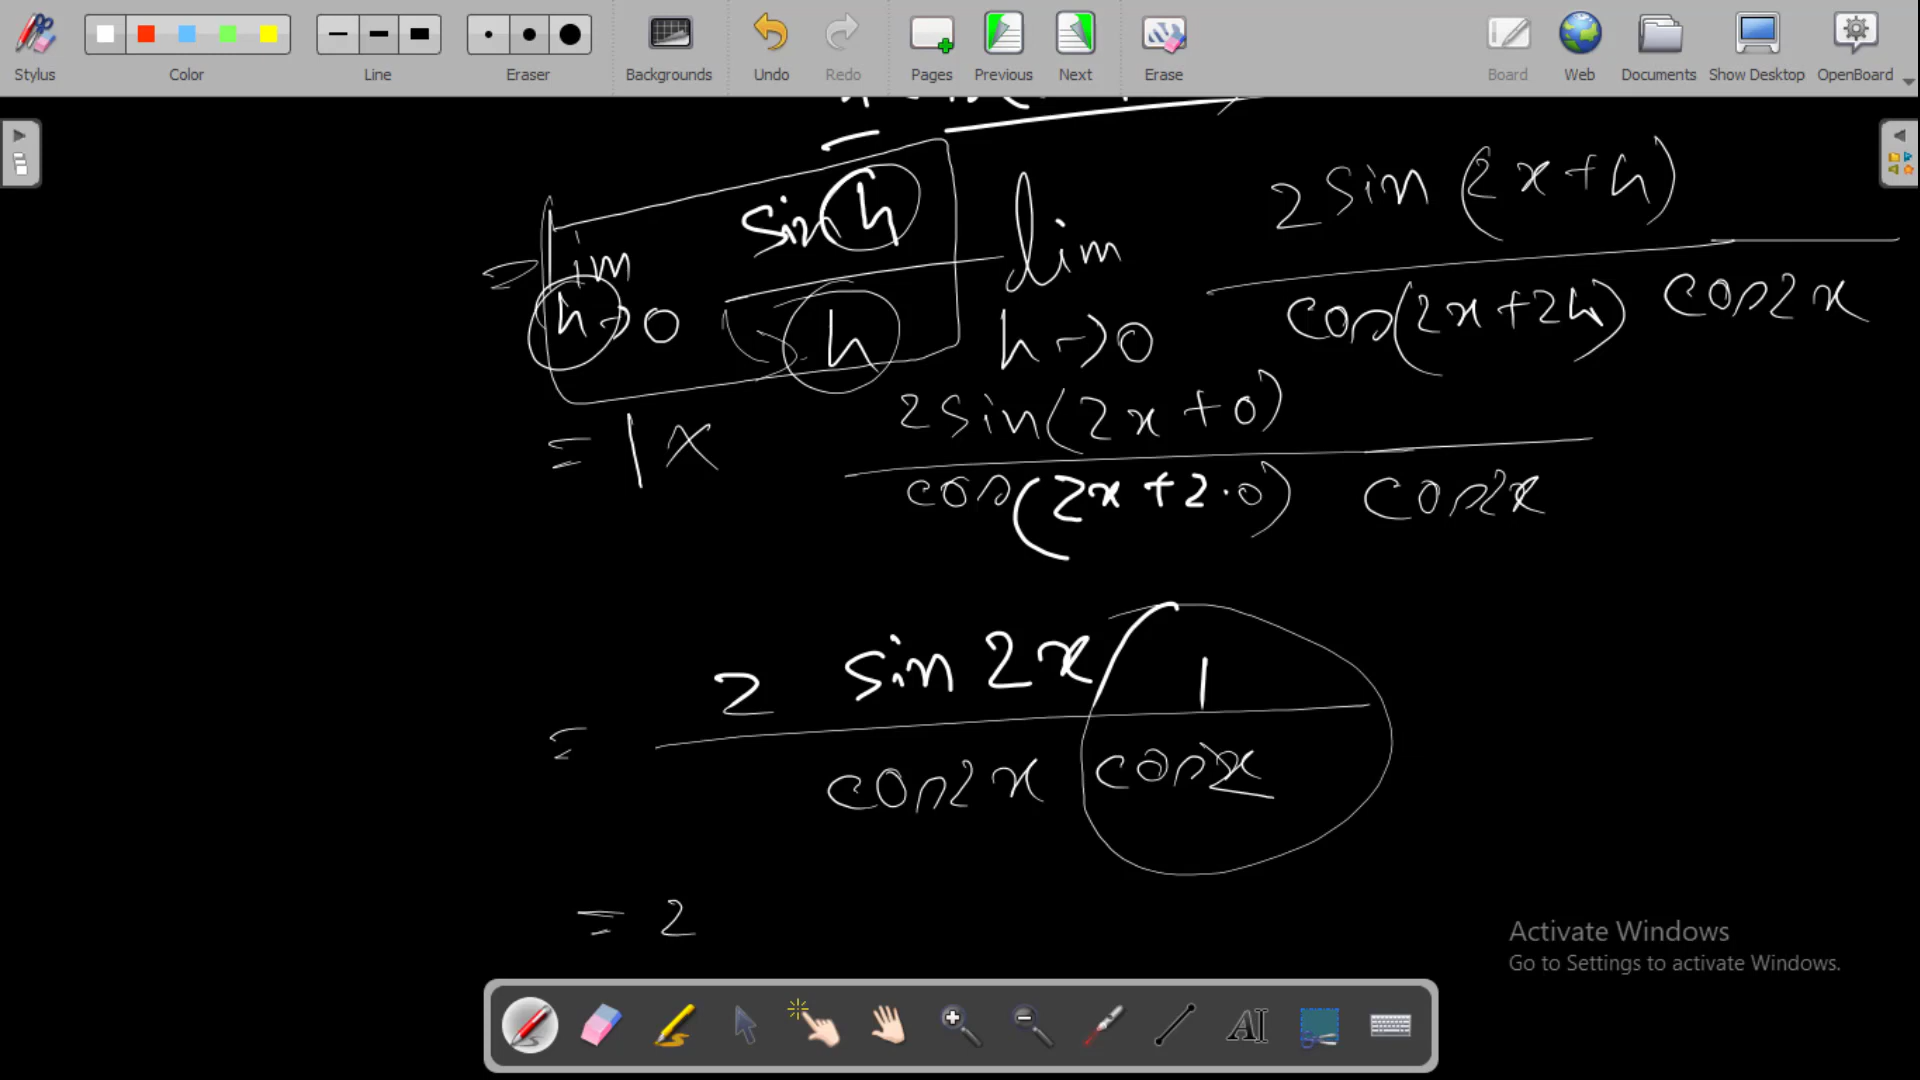 Stylus Color Line Eraser Backgrounds Undo Redo Pages Previous Next Erase Board Web Documents Show Desktop OpenBoard
= lim h→0 sin h / h lim h→0 2 sin(2x+h) / cos(2x+2h) cos2x
= 1 × 2 sin(2x+0) / cos(2x+2·0) cos2x
= 2 sin 2x 1 / cos2x cos2x
= 2
Activate Windows
Go to Settings to activate Windows.